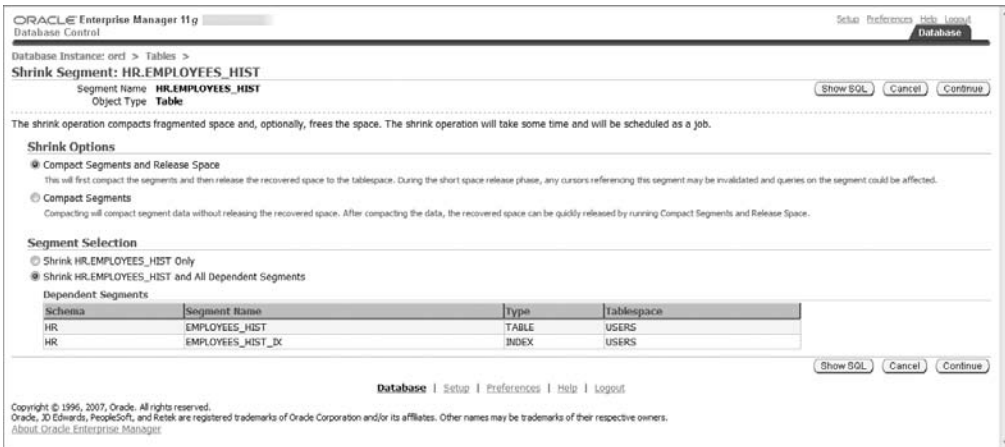 ORACLE Enterprise Manager 11g
Database Control
Setup Preferences Help Logout
Database
Database Instance: orcl > Tables >
Shrink Segment: HR.EMPLOYEES_HIST
Segment Name HR.EMPLOYEES_HIST
Object Type Table
Show SQL Cancel Continue
The shrink operation compacts fragmented space and, optionally, frees the space. The shrink operation will take some time and will be scheduled as a job.
Shrink Options
Compact Segments and Release Space
This will first compact the segments and then release the recovered space to the tablespace. During the short space release phase, any cursors referencing this segment may be invalidated and queries on the segment could be affected.
Compact Segments
Compacting will compact segment data without releasing the recovered space. After compacting the data, the recovered space can be quickly released by running Compact Segments and Release Space.
Segment Selection
Shrink HR.EMPLOYEES_HIST Only
Shrink HR.EMPLOYEES_HIST and All Dependent Segments
Dependent Segments
Schema Segment Name Type Tablespace
HR EMPLOYEES_HIST TABLE USERS
HR EMPLOYEES_HIST_IX INDEX USERS
Show SQL Cancel Continue
Database | Setup | Preferences | Help | Logout
Copyright © 1996, 2007, Oracle. All rights reserved.
Oracle, JD Edwards, PeopleSoft, and Retek are registered trademarks of Oracle Corporation and/or its affiliates. Other names may be trademarks of their respective owners.
About Oracle Enterprise Manager